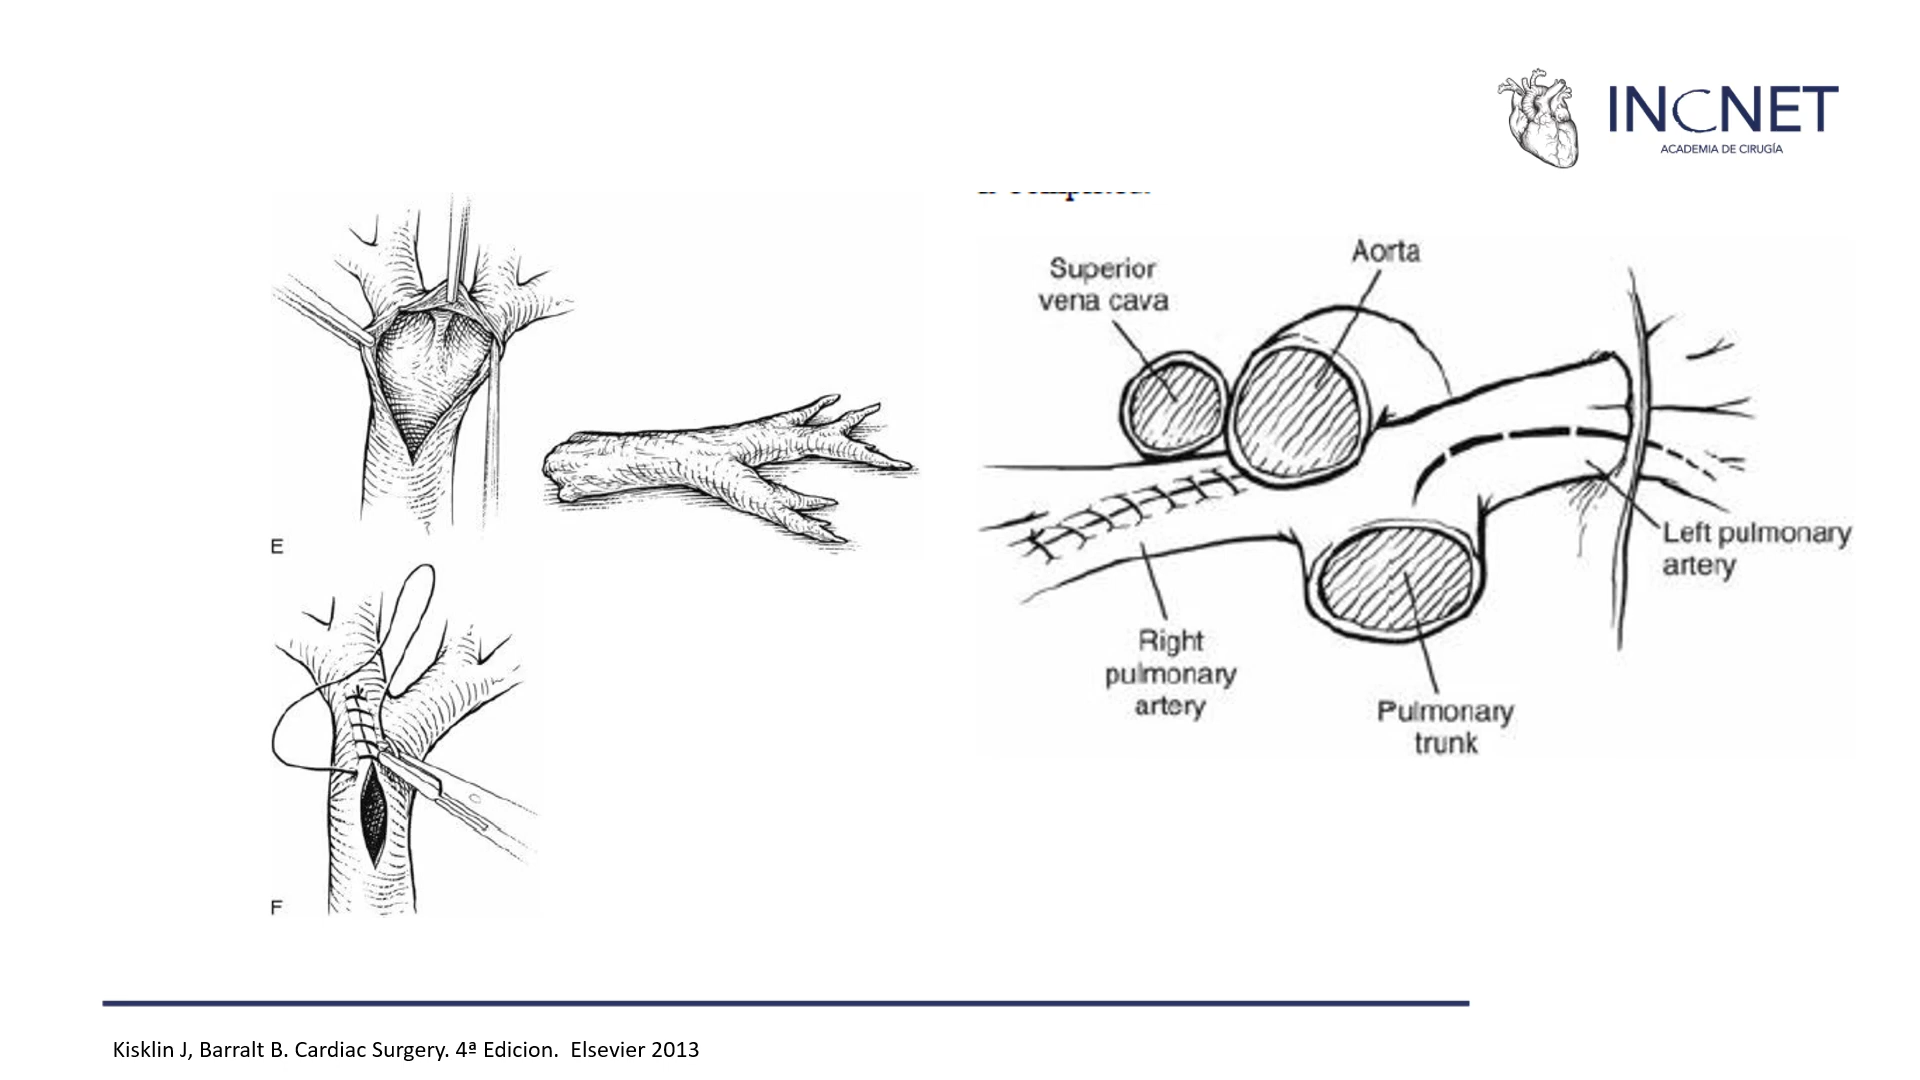 INCNET
ACADEMIA DE CIRUGÍA
Aorta
Superior
vena cava
Left pulmonary
artery
E
Right
pulmonary
artery
Pulmonary
trunk
F
Kisklin J, Barralt B. Cardiac Surgery. 4ª Edicion. Elsevier 2013